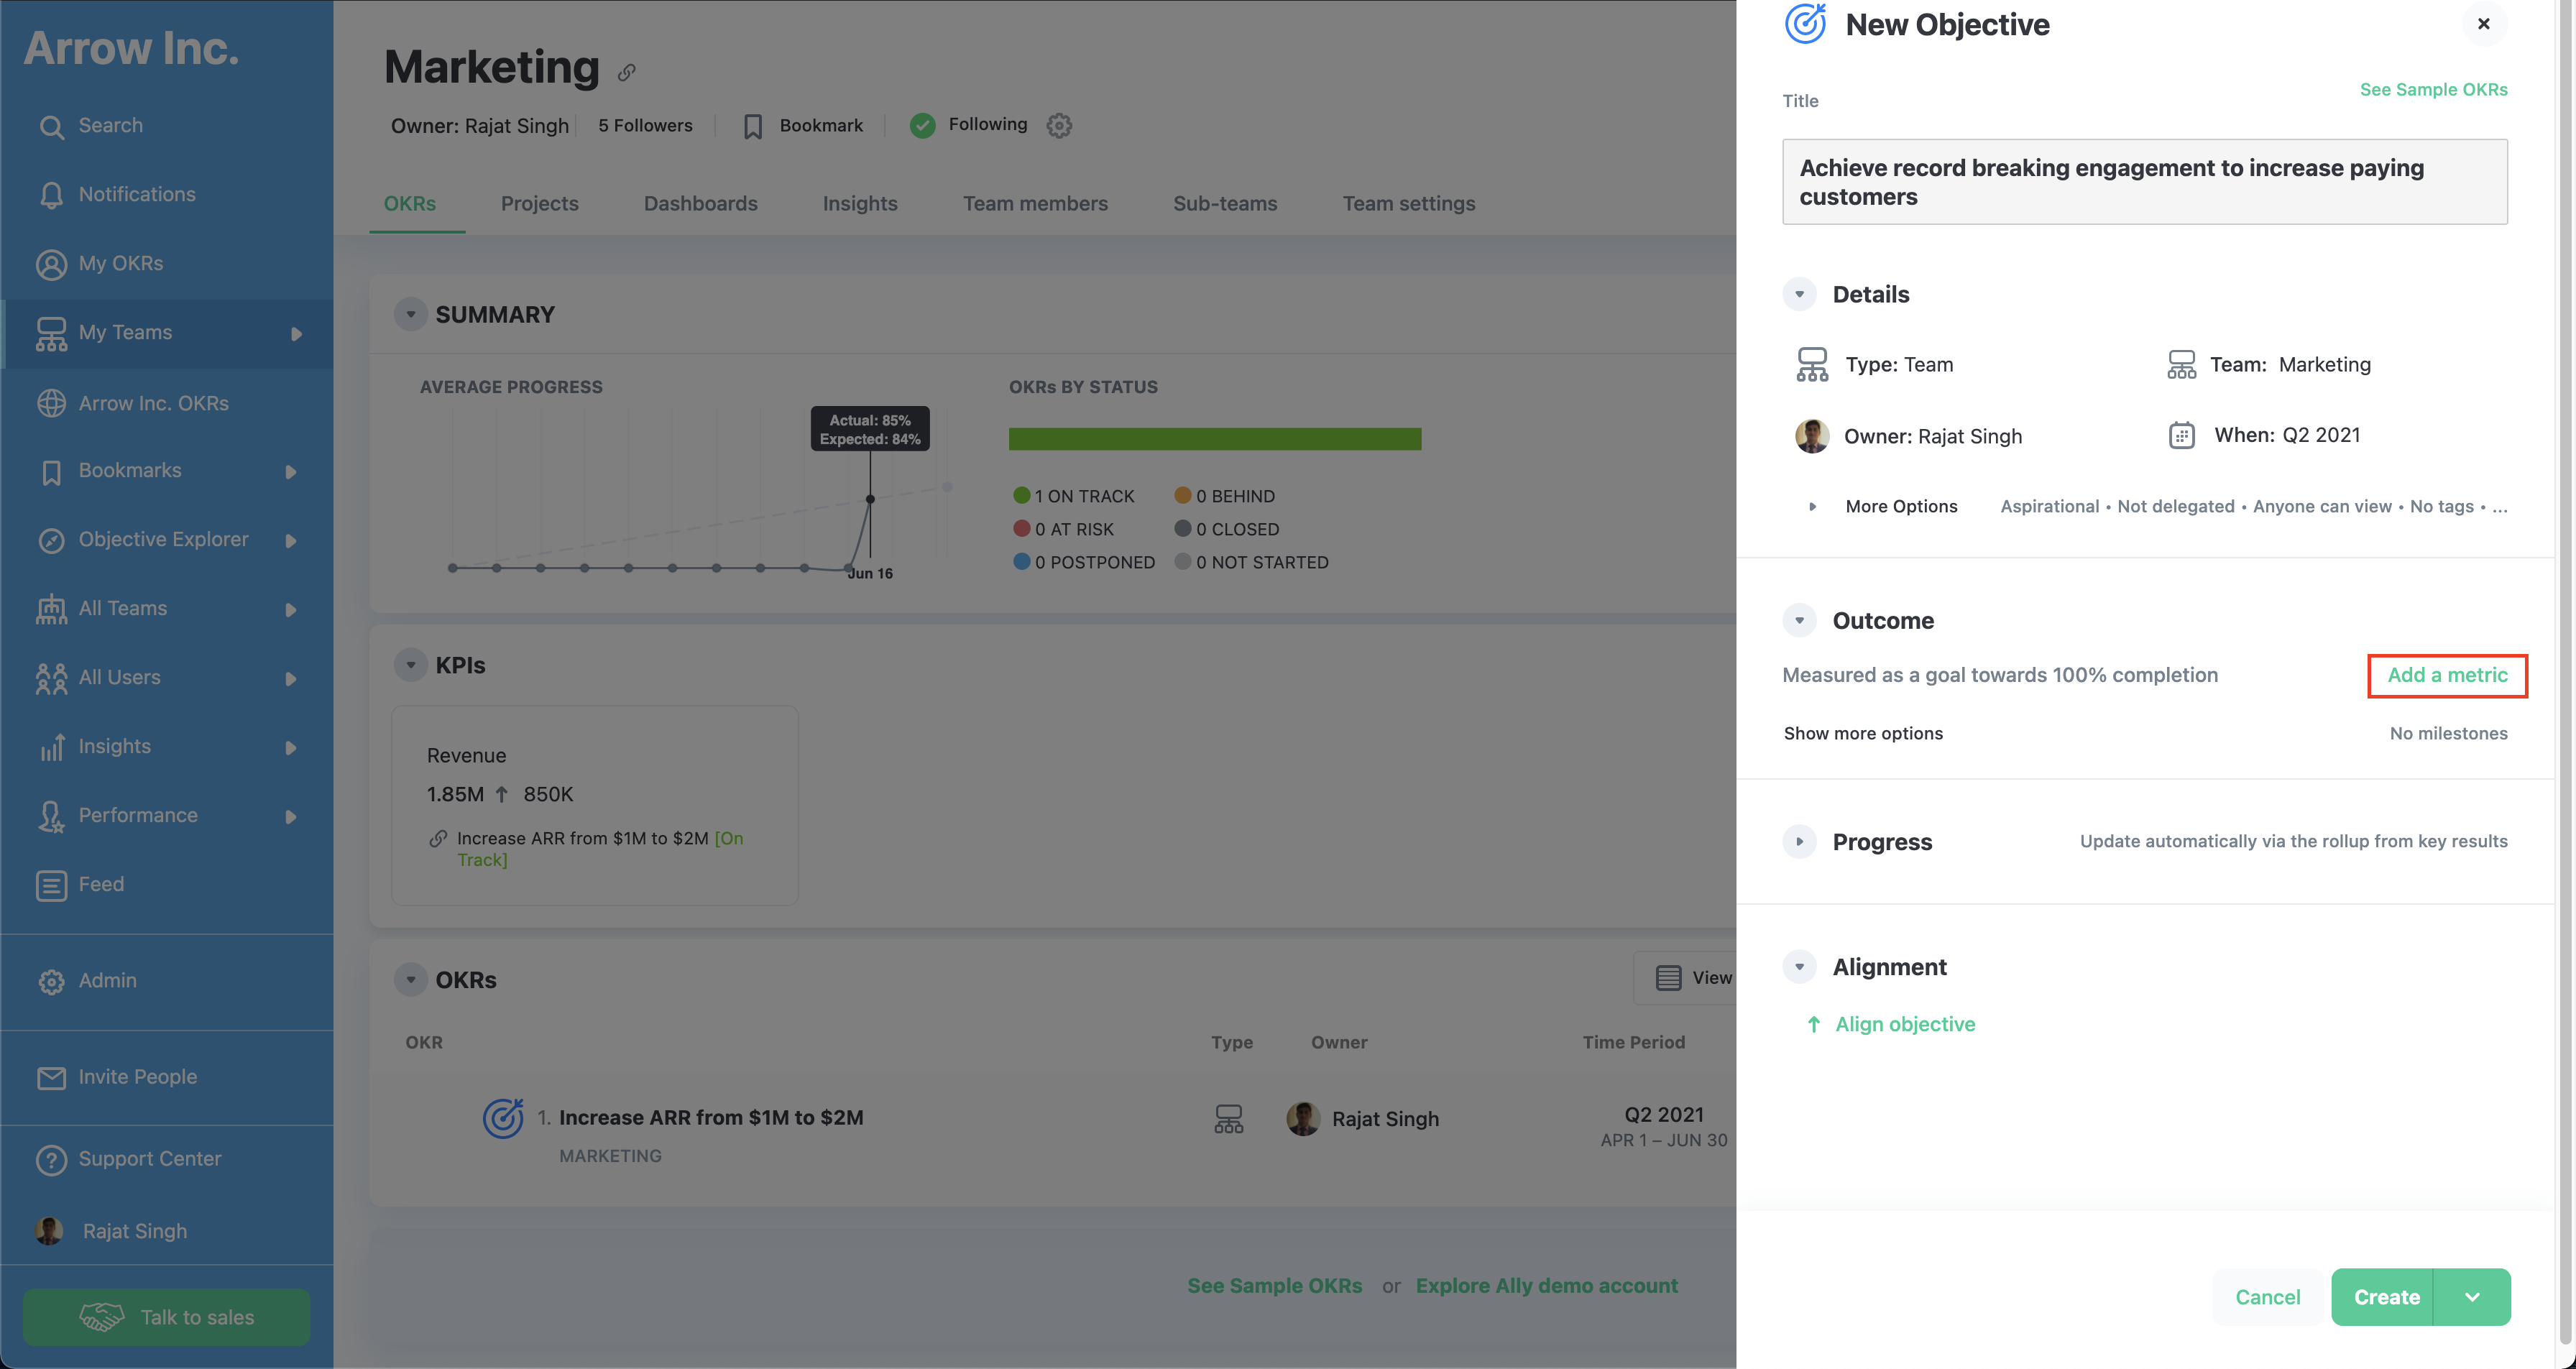 Arrow Inc.
Search
Notifications
My OKRs
My Teams
Arrow Inc. OKRs
Bookmarks
Objective Explorer
All Teams
All Users
Insights
Performance
Feed
Admin
Invite People
Support Center
Rajat Singh
Talk to sales
Marketing
Owner: Rajat Singh 5 Followers Bookmark Following
OKRs Projects Dashboards Insights Team members Sub-teams Team settings
SUMMARY
AVERAGE PROGRESS
Actual: 85%
Expected: 84%
Jun 16
OKRs BY STATUS
1 ON TRACK 0 BEHIND
0 AT RISK 0 CLOSED
0 POSTPONED 0 NOT STARTED
KPIs
Revenue
1.85M ↑ 850K
Increase ARR from $1M to $2M [On
Track]
OKRs
View
OKR Type Owner Time Period
1. Increase ARR from $1M to $2M Rajat Singh Q2 2021
MARKETING APR 1 – JUN 30
See Sample OKRs or Explore Ally demo account
New Objective
See Sample OKRs
Title
Achieve record breaking engagement to increase paying
customers
Details
Type: Team Team: Marketing
Owner: Rajat Singh When: Q2 2021
More Options Aspirational • Not delegated • Anyone can view • No tags • ...
Outcome
Measured as a goal towards 100% completion Add a metric
Show more options No milestones
Progress Update automatically via the rollup from key results
Alignment
↑ Align objective
Cancel Create